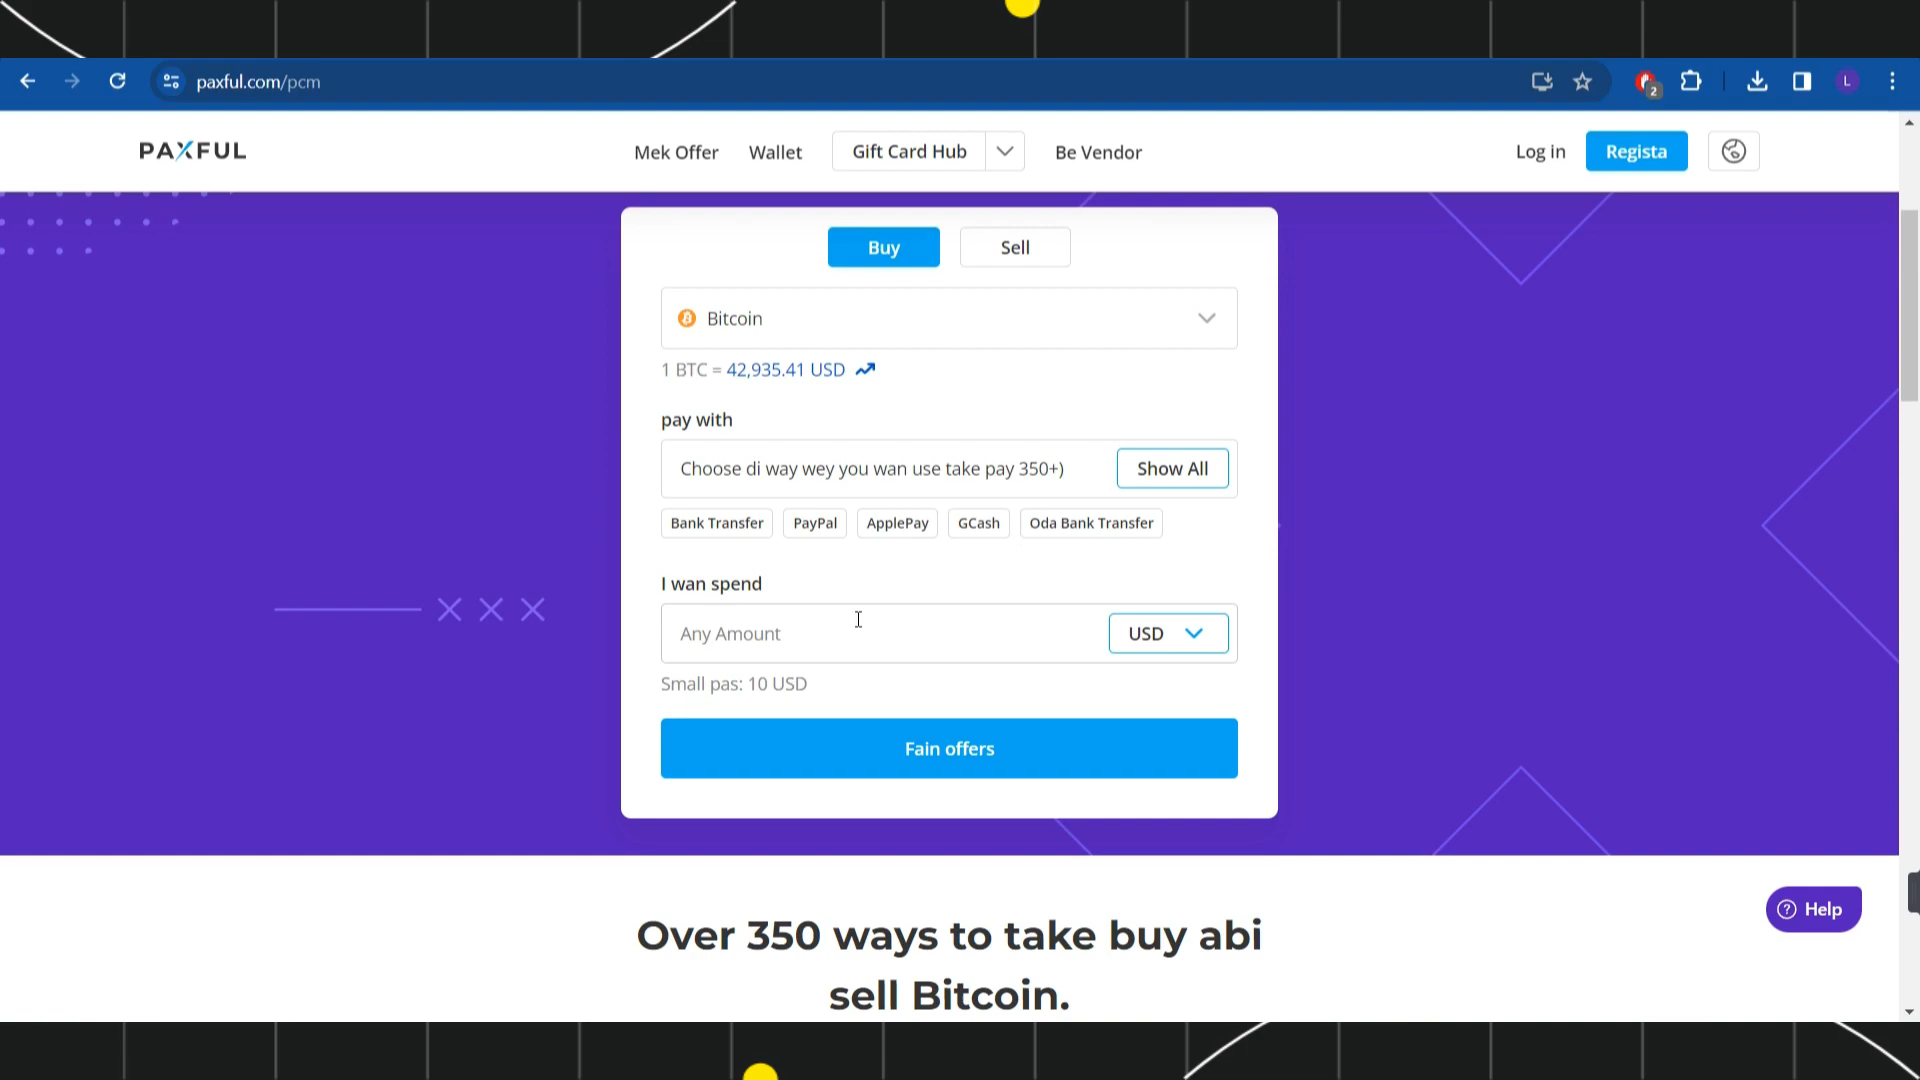 paxful.com/pcm
2
L
PAXFUL
Mek Offer
Wallet
Gift Card Hub
Be Vendor
Log in
Regista
Buy
Sell
Bitcoin
1 BTC = 42,935.41 USD
pay with
Choose di way wey you wan use take pay 350+)
Show All
Bank Transfer
PayPal
ApplePay
GCash
Oda Bank Transfer
I wan spend
Any Amount
USD
Small pas: 10 USD
Fain offers
Over 350 ways to take buy abi
sell Bitcoin.
Help